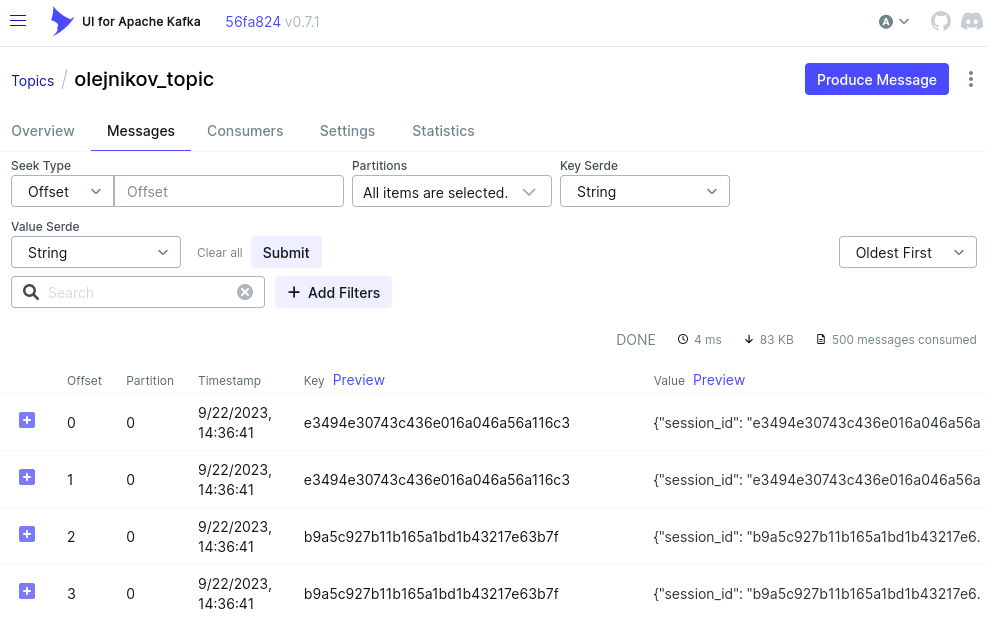 UI for Apache Kafka 56fa824 v0.7.1 A
Topics / olejnikov_topic Produce Message
Overview Messages Consumers Settings Statistics
Seek Type Partitions Key Serde
Offset Offset All items are selected. String
Value Serde
String Clear all Submit Oldest First
Search Add Filters
DONE 4 ms 83 KB 500 messages consumed
Offset Partition Timestamp Key Preview Value Preview
0 0 9/22/2023, 14:36:41 e3494e30743c436e016a046a56a116c3 {"session_id": "e3494e30743c436e016a046a56a
1 0 9/22/2023, 14:36:41 e3494e30743c436e016a046a56a116c3 {"session_id": "e3494e30743c436e016a046a56a
2 0 9/22/2023, 14:36:41 b9a5c927b11b165a1bd1b43217e63b7f {"session_id": "b9a5c927b11b165a1bd1b43217e6.
3 0 9/22/2023, 14:36:41 b9a5c927b11b165a1bd1b43217e63b7f {"session_id": "b9a5c927b11b165a1bd1b43217e6.